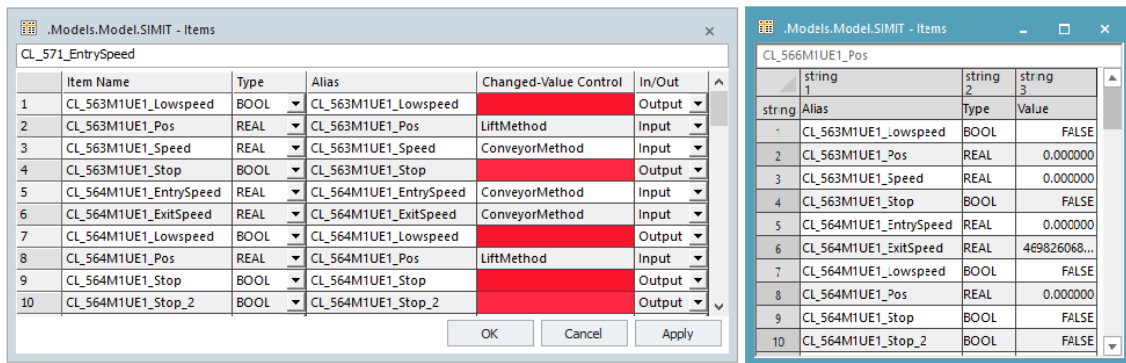 .Models.Model.SIMIT - Items
CL_571_EntrySpeed
Item Name Type Alias Changed-Value Control In/Out
1 CL_563M1UE1_Lowspeed BOOL CL_563M1UE1_Lowspeed Output
2 CL_563M1UE1_Pos REAL CL_563M1UE1_Pos LiftMethod Input
3 CL_563M1UE1_Speed REAL CL_563M1UE1_Speed ConveyorMethod Input
4 CL_563M1UE1_Stop BOOL CL_563M1UE1_Stop Output
5 CL_564M1UE1_EntrySpeed REAL CL_564M1UE1_EntrySpeed ConveyorMethod Input
6 CL_564M1UE1_ExitSpeed REAL CL_564M1UE1_ExitSpeed ConveyorMethod Input
7 CL_564M1UE1_Lowspeed BOOL CL_564M1UE1_Lowspeed Output
8 CL_564M1UE1_Pos REAL CL_564M1UE1_Pos LiftMethod Input
9 CL_564M1UE1_Stop BOOL CL_564M1UE1_Stop Output
10 CL_564M1UE1_Stop_2 BOOL CL_564M1UE1_Stop_2 Output
OK Cancel Apply
.Models.Model.SIMIT - Items
CL_566M1UE1_Pos
string string string
1 2 3
string Alias Type Value
1 CL_563M1UE1_Lowspeed BOOL FALSE
2 CL_563M1UE1_Pos REAL 0.000000
3 CL_563M1UE1_Speed REAL 0.000000
4 CL_563M1UE1_Stop BOOL FALSE
5 CL_564M1UE1_EntrySpeed REAL 0.000000
6 CL_564M1UE1_ExitSpeed REAL 469826068...
7 CL_564M1UE1_Lowspeed BOOL FALSE
8 CL_564M1UE1_Pos REAL 0.000000
9 CL_564M1UE1_Stop BOOL FALSE
10 CL_564M1UE1_Stop_2 BOOL FALSE